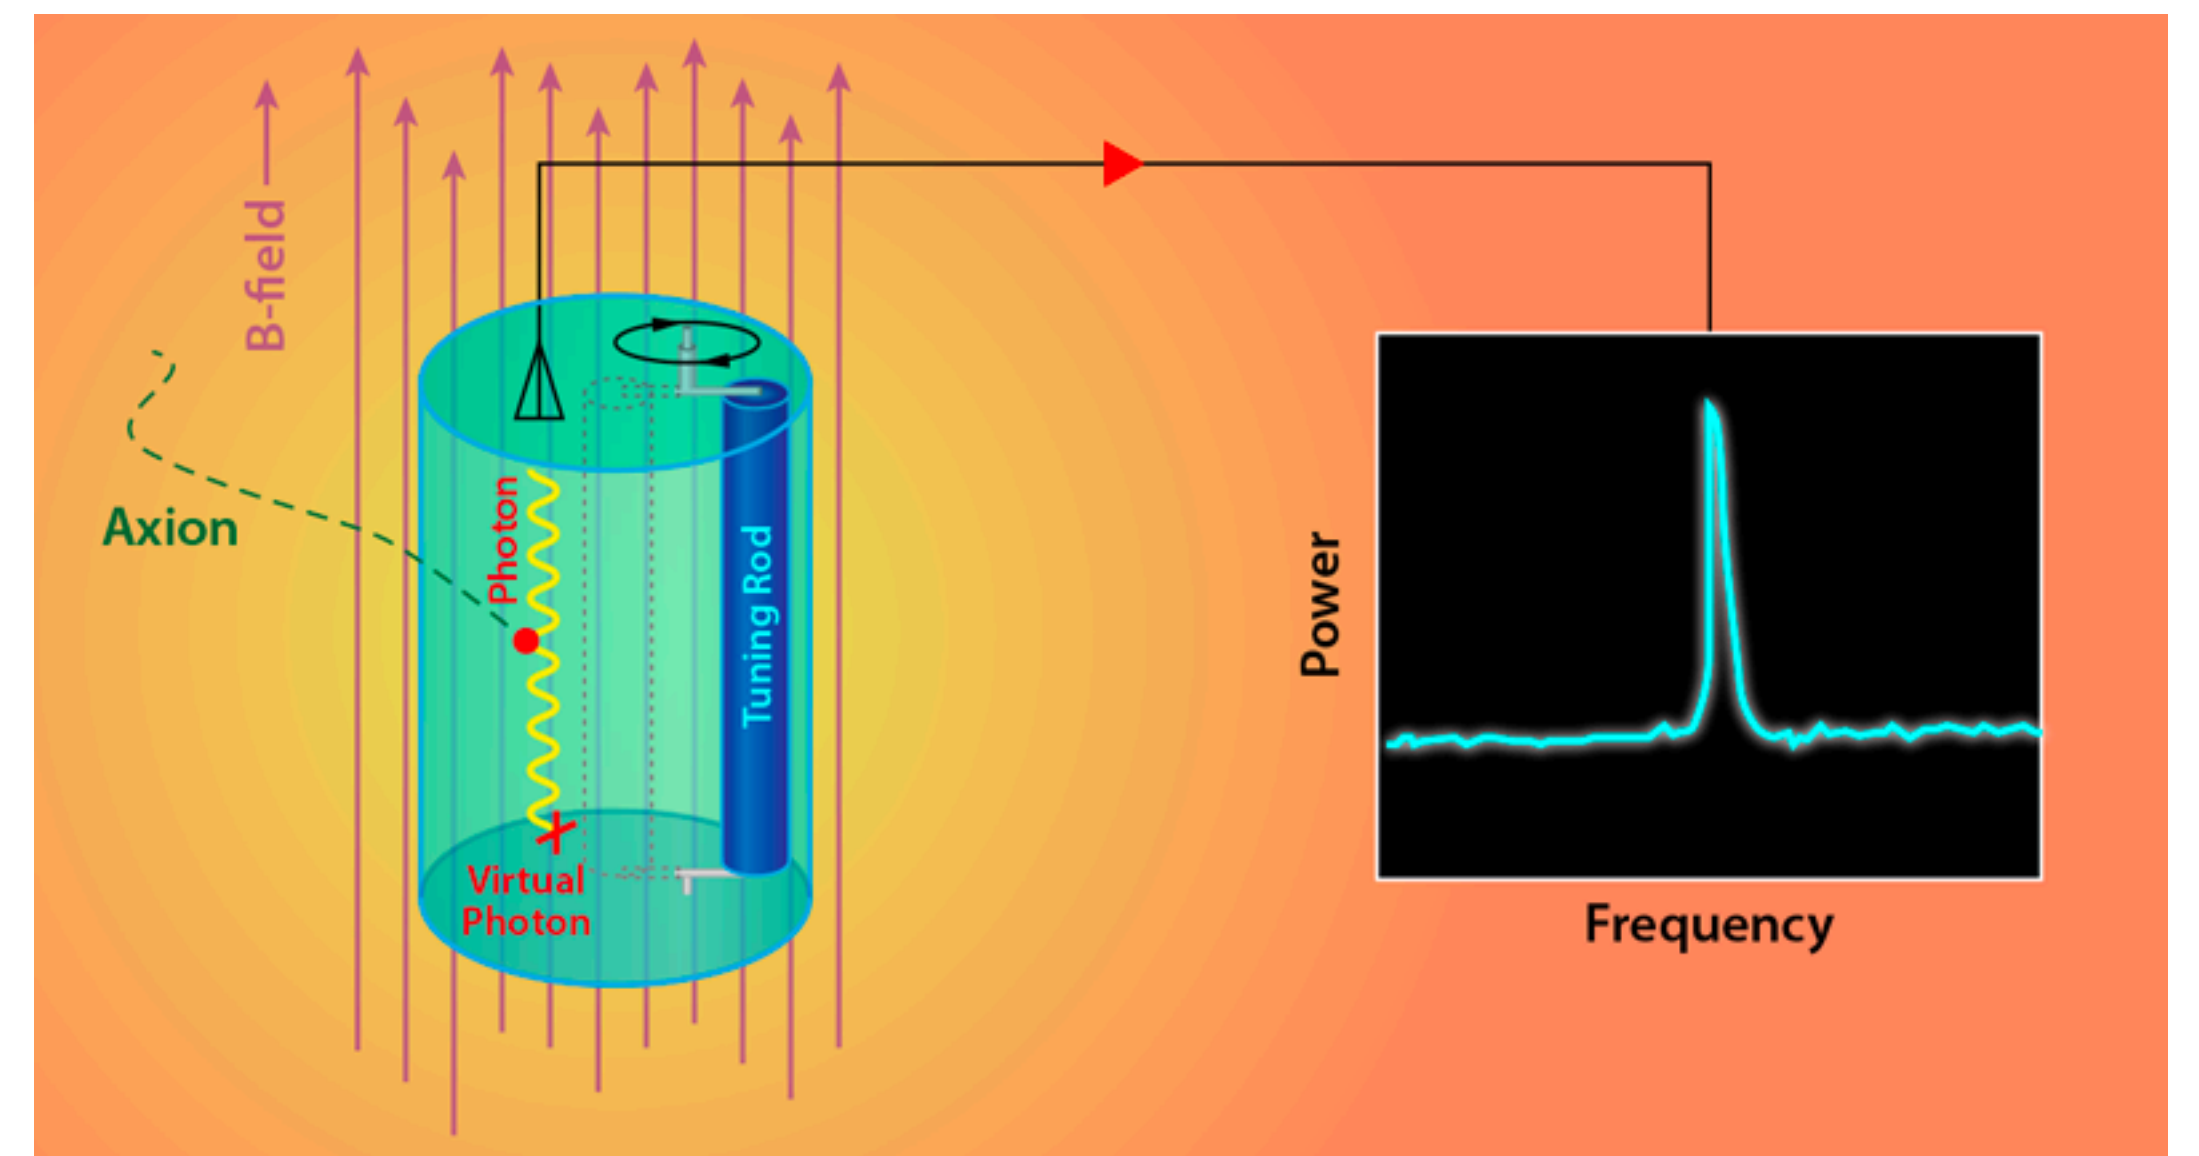 B-field
Axion
Photon
Tuning Rod
Virtual
Photon
Power
Frequency